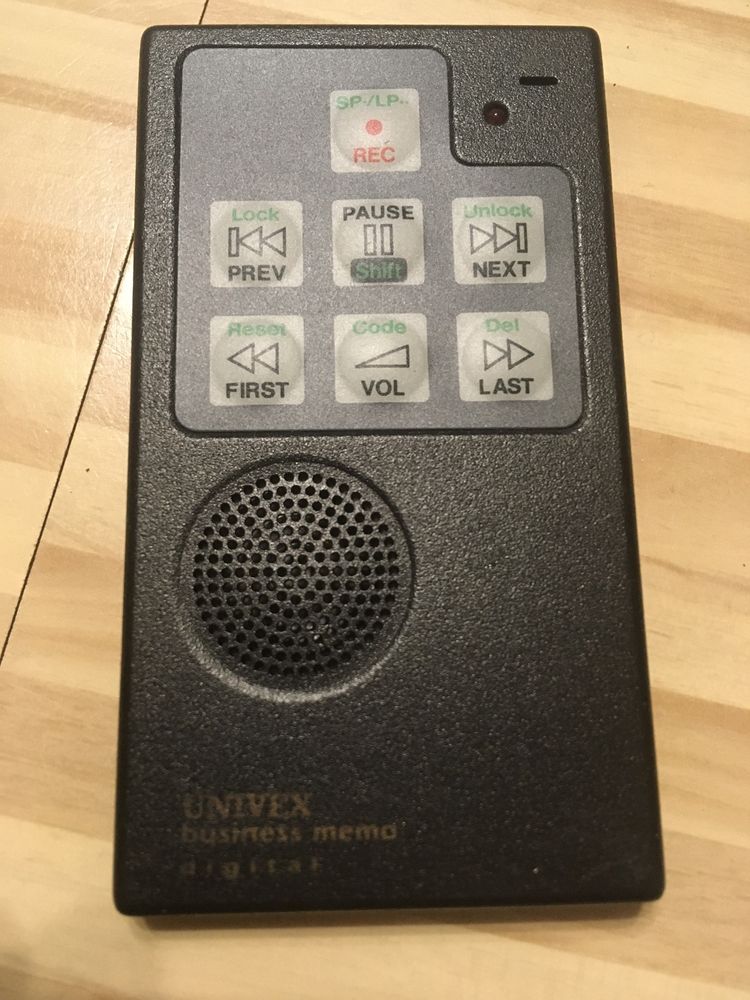 SP·/LP··
REC
Lock
PREV
PAUSE
Shift
Unlock
NEXT
Reset
FIRST
Code
VOL
Del
LAST
UNIVEX
business memo
digital